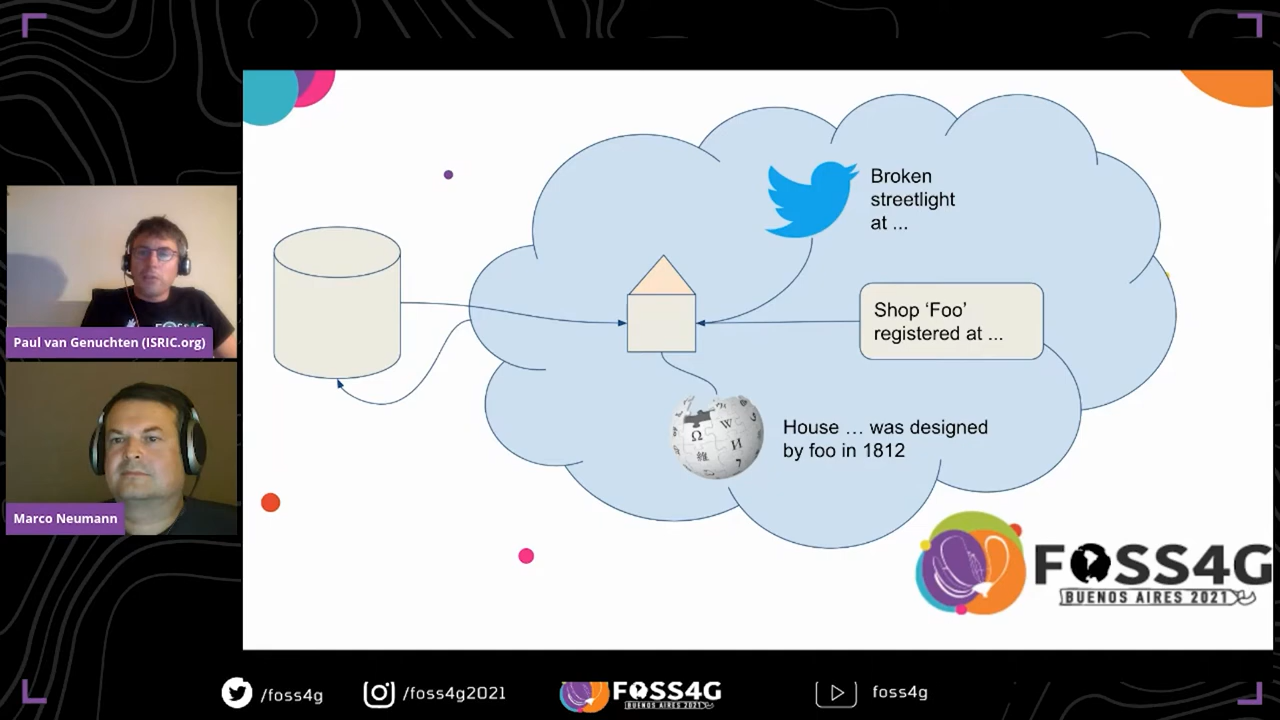 Broken
streetlight
at ...
Shop ‘Foo’
registered at ...
House ... was designed
by foo in 1812
FOSS4G
BUENOS AIRES 2021
FOSS4G
Paul van Genuchten (ISRIC.org)
Marco Neumann
/foss4g
/foss4g2021
FOSS4G
BUENOS AIRES 2021
foss4g